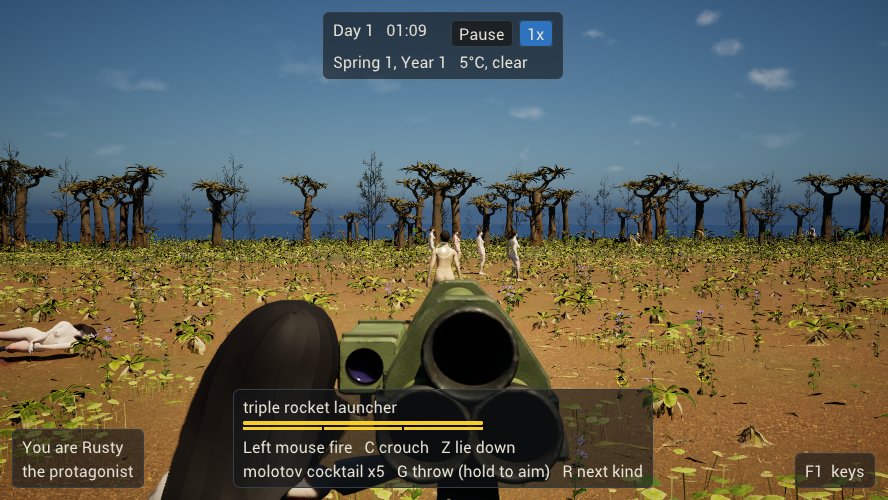 Day 1 01:09 Pause 1x
Spring 1, Year 1 5°C, clear
triple rocket launcher
Left mouse fire C crouch Z lie down
molotov cocktail x5 G throw (hold to aim) R next kind
You are Rusty
the protagonist
F1 keys